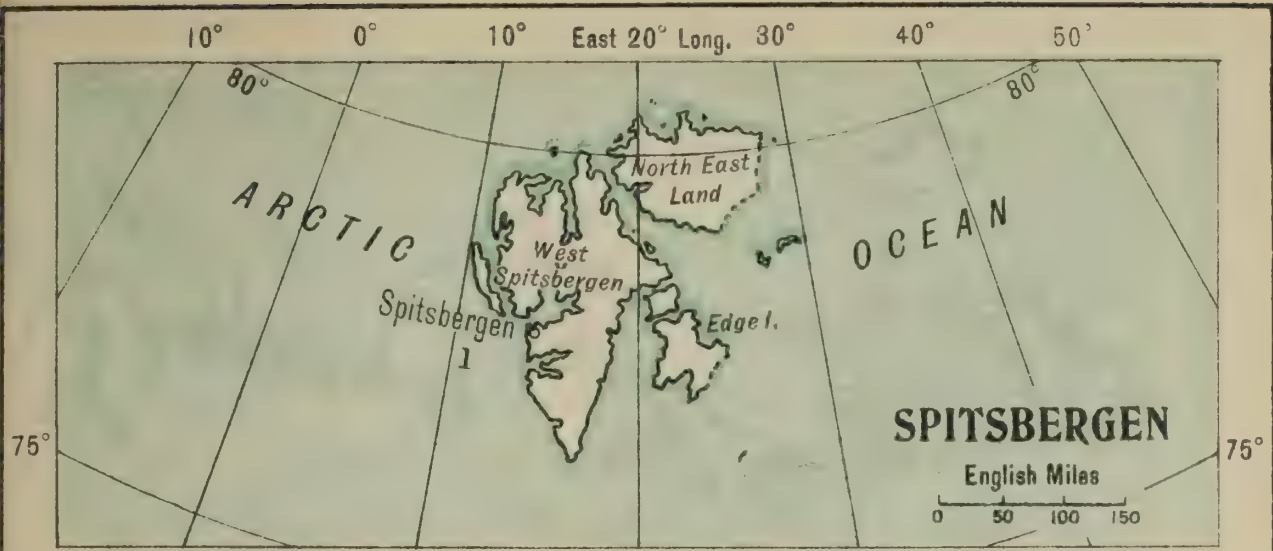 10° 0° 10° East 20° Long. 30° 40° 50'
80° 80°
ARCTIC OCEAN
North East
Land
West
Spitsbergen
Spitsbergen
1
Edge I.
75° 75°
SPITSBERGEN
English Miles
0 50 100 150